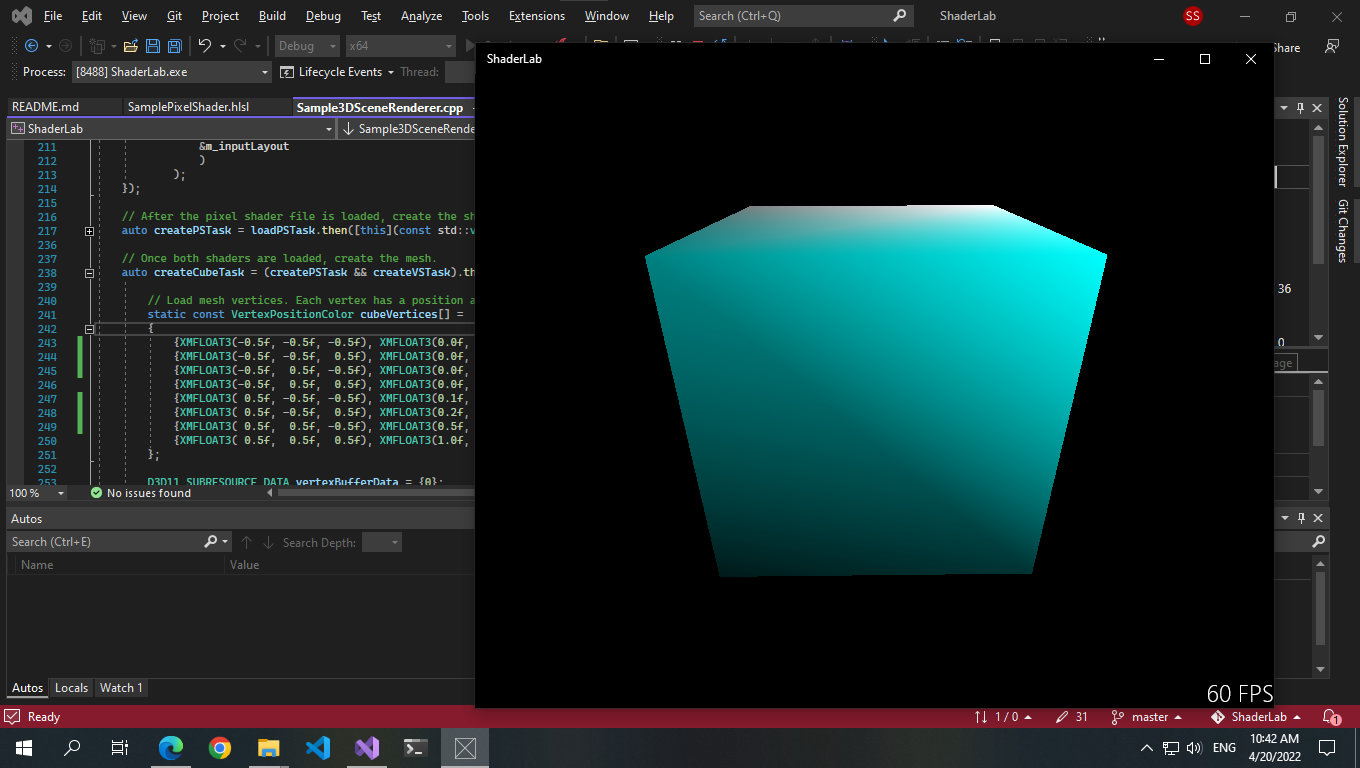 File Edit View Git Project Build Debug Test Analyze Tools Extensions Window Help Search (Ctrl+Q) ShaderLab SS
Debug x64
Share
Process: [8488] ShaderLab.exe Lifecycle Events Thread:
ShaderLab
README.md SamplePixelShader.hlsl Sample3DSceneRenderer.cpp
ShaderLab Sample3DSceneRende
211 &m_inputLayout
212 )
213 );
214 });
215
216 // After the pixel shader file is loaded, create the sh
217 auto createPSTask = loadPSTask.then([this](const std::v
236
237 // Once both shaders are loaded, create the mesh.
238 auto createCubeTask = (createPSTask && createVSTask).th
239
240 // Load mesh vertices. Each vertex has a position a
241 static const VertexPositionColor cubeVertices[] =
242 {
243 {XMFLOAT3(-0.5f, -0.5f, -0.5f), XMFLOAT3(0.0f,
244 {XMFLOAT3(-0.5f, -0.5f,  0.5f), XMFLOAT3(0.0f,
245 {XMFLOAT3(-0.5f,  0.5f, -0.5f), XMFLOAT3(0.0f,
246 {XMFLOAT3(-0.5f,  0.5f,  0.5f), XMFLOAT3(0.0f,
247 {XMFLOAT3( 0.5f, -0.5f, -0.5f), XMFLOAT3(0.1f,
248 {XMFLOAT3( 0.5f, -0.5f,  0.5f), XMFLOAT3(0.2f,
249 {XMFLOAT3( 0.5f,  0.5f, -0.5f), XMFLOAT3(0.5f,
250 {XMFLOAT3( 0.5f,  0.5f,  0.5f), XMFLOAT3(1.0f,
251 };
252
253 D3D11_SUBRESOURCE_DATA vertexBufferData = {0};
100 % No issues found
Solution Explorer
Git Changes
36
0
age
Autos
Search (Ctrl+E) Search Depth:
Name Value
Autos Locals Watch 1
60 FPS
Ready 1 / 0 31 master ShaderLab 1
ENG
10:42 AM
4/20/2022